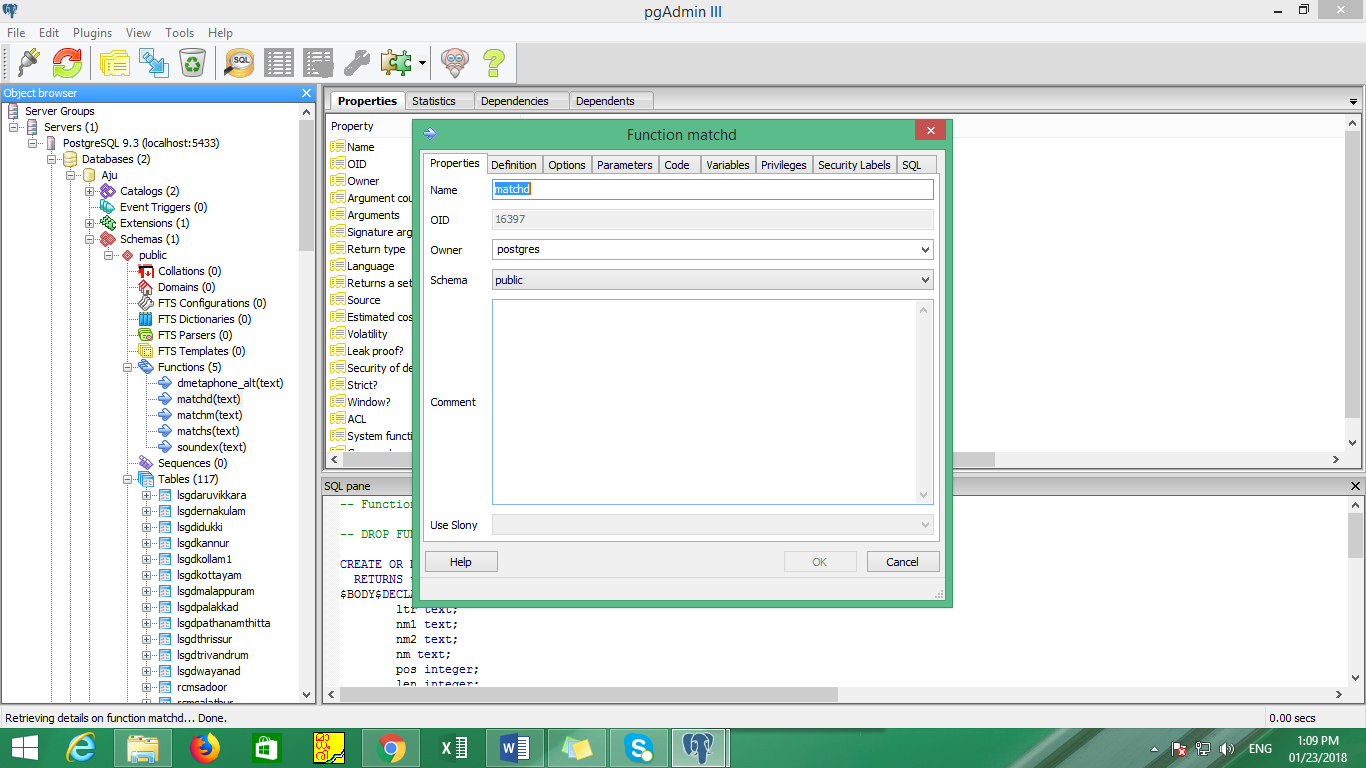 pgAdmin III
File Edit Plugins View Tools Help
SQL
Object browser
Server Groups
Servers (1)
PostgreSQL 9.3 (localhost:5433)
Databases (2)
Aju
Catalogs (2)
Event Triggers (0)
Extensions (1)
Schemas (1)
public
Collations (0)
Domains (0)
FTS Configurations (0)
FTS Dictionaries (0)
FTS Parsers (0)
FTS Templates (0)
Functions (5)
dmetaphone_alt(text)
matchd(text)
matchm(text)
matchs(text)
soundex(text)
Sequences (0)
Tables (117)
lsgdaruvikkara
lsgdernakulam
lsgdidukki
lsgdkannur
lsgdkollam1
lsgdkottayam
lsgdmalappuram
lsgdpalakkad
lsgdpathanamthitta
lsgdthrissur
lsgdtrivandrum
lsgdwayanad
rcmsadoor
Properties Statistics Dependencies Dependents
Property
Name
OID
Owner
Argument cou
Arguments
Signature arg
Return type
Language
Returns a set
Source
Estimated cos
Volatility
Leak proof?
Security of de
Strict?
Window?
ACL
System functi
Function matchd
Properties Definition Options Parameters Code Variables Privileges Security Labels SQL
Name matchd
OID 16397
Owner postgres
Schema public
Comment
Use Slony
Help OK Cancel
SQL pane
-- Function
-- DROP FUN
CREATE OR R
RETURNS t
$BODY$DECLA
ltr text;
nm1 text;
nm2 text;
nm text;
pos integer;
len integer;
Retrieving details on function matchd... Done.
0.00 secs
ENG
1:09 PM
01/23/2018